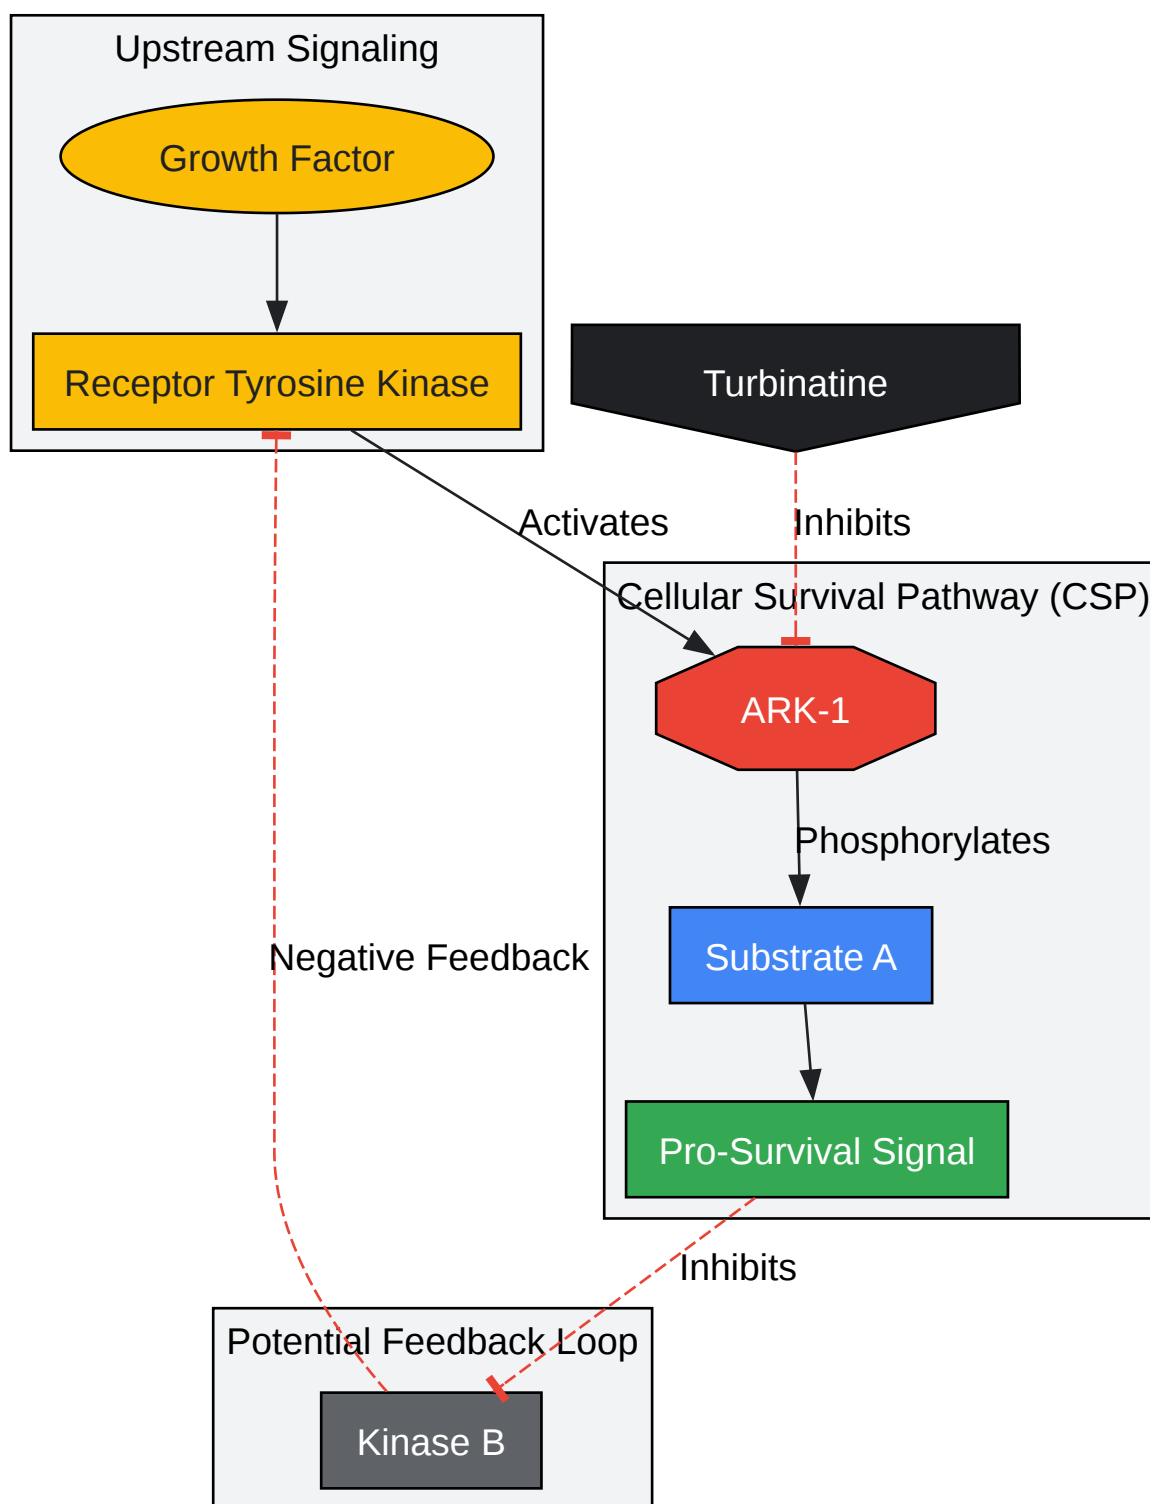 Upstream Signaling
Growth Factor
Receptor Tyrosine Kinase
Turbinatine
Activates
Inhibits
Cellular Survival Pathway (CSP)
ARK-1
Phosphorylates
Negative Feedback
Substrate A
Pro-Survival Signal
Inhibits
Potential Feedback Loop
Kinase B